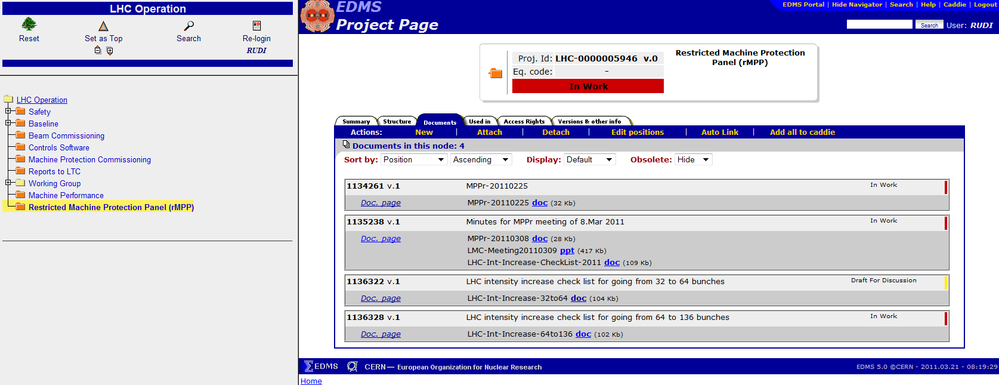 LHC Operation
Reset
Set as Top
Search
Re-login
RUDI
LHC Operation
Safety
Baseline
Beam Commissioning
Controls Software
Machine Protection Commissioning
Reports to LTC
Working Group
Machine Performance
Restricted Machine Protection Panel (rMPP)
EDMS
Project Page
EDMS Portal | Hide Navigator | Search | Help | Caddie | Logout
Search User: RUDI
Proj. Id: LHC-0000005946 v.0
Eq. code: -
In Work
Restricted Machine Protection
Panel (rMPP)
Summary Structure Documents Used in Access Rights Versions & other info
Actions: New | Attach | Detach | Edit positions | Auto Link | Add all to caddie
Documents in this node: 4
Sort by: Position Ascending Display: Default Obsolete: Hide
1134261 v.1 MPPr-20110225 In Work
Doc. page MPPr-20110225 doc (32 Kb)
1135238 v.1 Minutes for MPPr meeting of 8.Mar 2011 In Work
Doc. page MPPr-20110308 doc (28 Kb)
LMC-Meeting20110309 ppt (417 Kb)
LHC-Int-Increase-CheckList-2011 doc (109 Kb)
1136322 v.1 LHC intensity increase check list for going from 32 to 64 bunches Draft For Discussion
Doc. page LHC-Int-Increase-32to64 doc (104 Kb)
1136328 v.1 LHC intensity increase check list for going from 64 to 136 bunches In Work
Doc. page LHC-Int-Increase-64to136 doc (102 Kb)
EDMS CERN — European Organization for Nuclear Research EDMS 5.0 ©CERN - 2011.03.21 - 08:19:29
Home